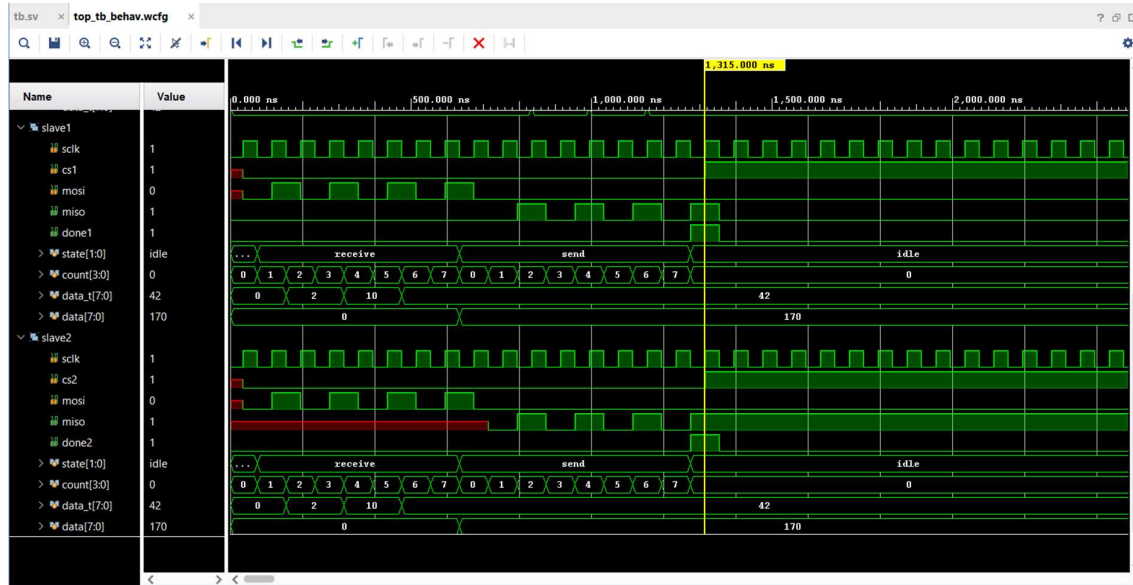 tb.sv × top_tb_behav.wcfg × ?
1,315.000 ns
Name Value 0.000 ns 500.000 ns 1,000.000 ns 1,500.000 ns 2,000.000 ns
slave1
sclk 1
cs1 1
mosi 0
miso 1
done1 1
state[1:0] idle ... receive send idle
count[3:0] 0 0 1 2 3 4 5 6 7 0 1 2 3 4 5 6 7 0
data_t[7:0] 42 0 2 10 42
data[7:0] 170 0 170
slave2
sclk 1
cs2 1
mosi 0
miso 1
done2 1
state[1:0] idle ... receive send idle
count[3:0] 0 0 1 2 3 4 5 6 7 0 1 2 3 4 5 6 7 0
data_t[7:0] 42 0 2 10 42
data[7:0] 170 0 170